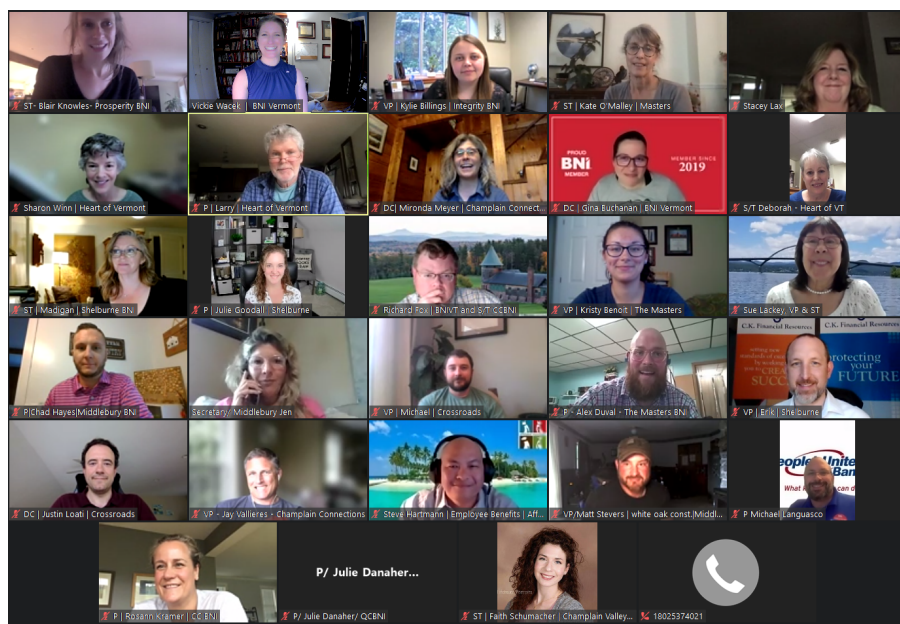 ST- Blair Knowles- Prosperity BNI
Vickie Wacek | BNI Vermont
VP | Kylie Billings | Integrity BNI
ST | Kate O'Malley | Masters
Stacey Lax
Sharon Winn | Heart of Vermont
P | Larry | Heart of Vermont
DC| Mironda Meyer | Champlain Connect...
PROUD
BNI
MEMBER
MEMBER SINCE
2019
DC | Gina Buchanan | BNI Vermont
S/T Deborah - Heart of VT
ST | Madigan | Shelburne BNI
P | Julie Goodall | Shelburne
Richard Fox | BNIVT and S/T CCBNI
VP | Kristy Benoit | The Masters
Sue Lackey, VP & ST
P|Chad Hayes|Middlebury BNI
Secretary/ Middlebury Jen
VP | Michael | Crossroads
P - Alex Duval - The Masters BNI
C.K. Financial Resources
C.K. Financial Resources
protecting
your
FUTURE
VP | Erik | Shelburne
DC | Justin Loati | Crossroads
VP - Jay Vallieres - Champlain Connections
Steve Hartmann | Employee Benefits | Aff...
VP/Matt Stevers | white oak const.|Middl...
eople Unite
Ban
What
can d
P Michael Languasco
P | Rosann Kramer | CC BNI
P/ Julie Danaher...
P/ Julie Danaher/ QCBNI
ST | Faith Schumacher | Champlain Valley...
18025374021